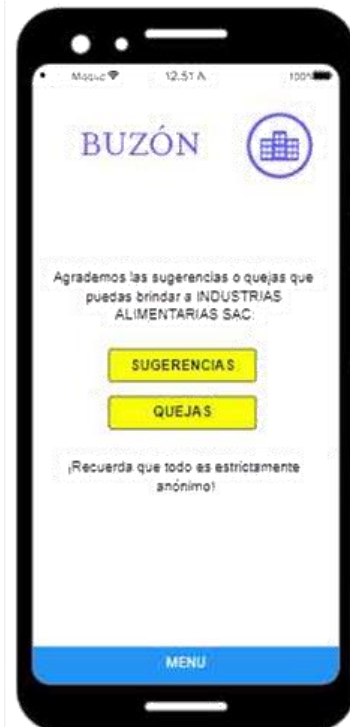 12:51 A
100%
BUZÓN
Agrademos las sugerencias o quejas que
puedas brindar a INDUSTRIAS
ALIMENTARIAS SAC:
SUGERENCIAS
QUEJAS
¡Recuerda que todo es estrictamente
anónimo!
MENU